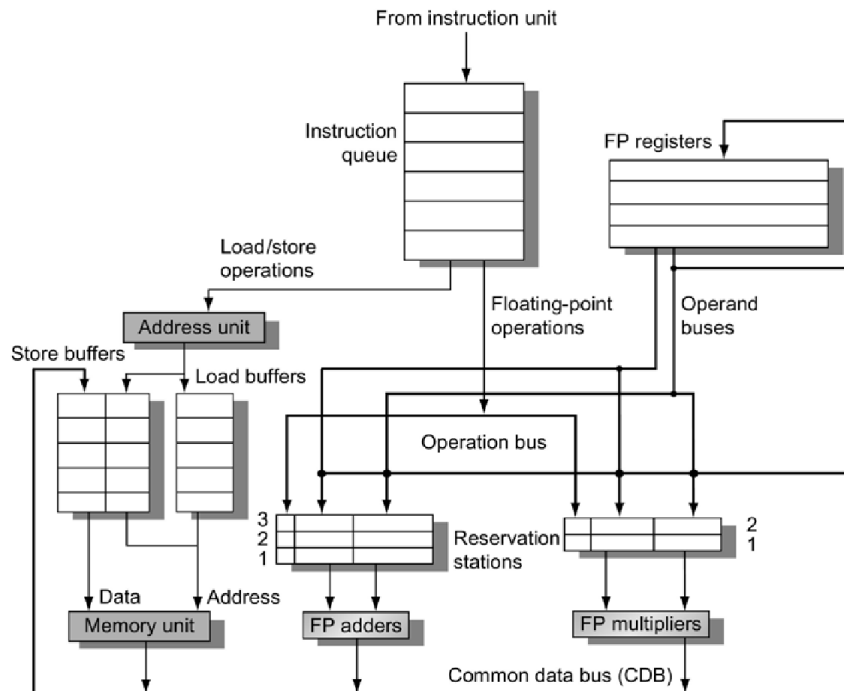 From instruction unit
Instruction
queue
FP registers
Load/store
operations
Floating-point
operations
Operand
buses
Address unit
Store buffers
Load buffers
Operation bus
3
2
1
Reservation
stations
2
1
Data
Address
Memory unit
FP adders
FP multipliers
Common data bus (CDB)